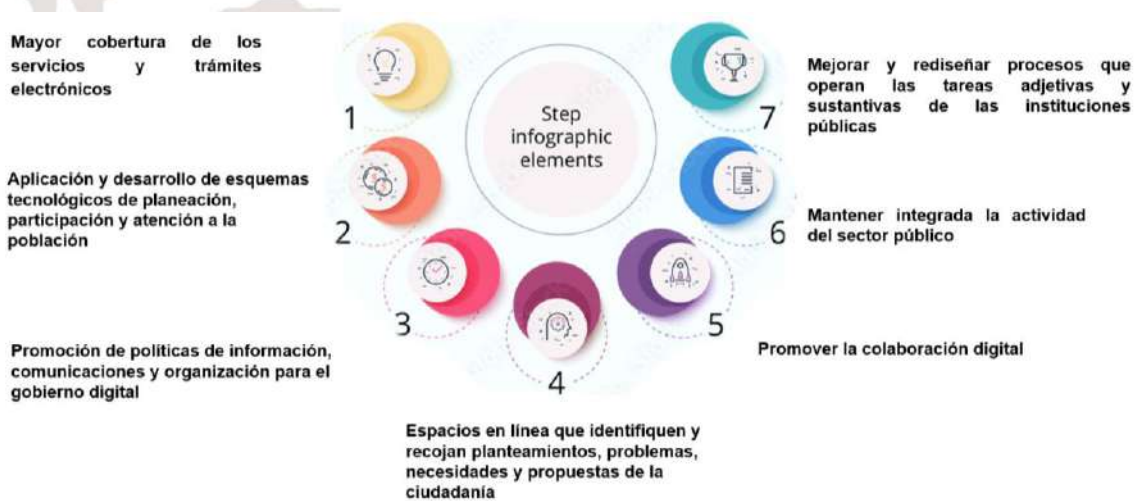 Mayor cobertura de los
servicios y trámites
electrónicos
1
Aplicación y desarrollo de esquemas
tecnológicos de planeación,
participación y atención a la
población
2
Promoción de políticas de información,
comunicaciones y organización para el
gobierno digital
3
Espacios en línea que identifiquen y
recojan planteamientos, problemas,
necesidades y propuestas de la
ciudadanía
4
Step
infographic
elements
5
Promover la colaboración digital
6
Mantener integrada la actividad
del sector público
7
Mejorar y rediseñar procesos que
operan las tareas adjetivas y
sustantivas de las instituciones
públicas